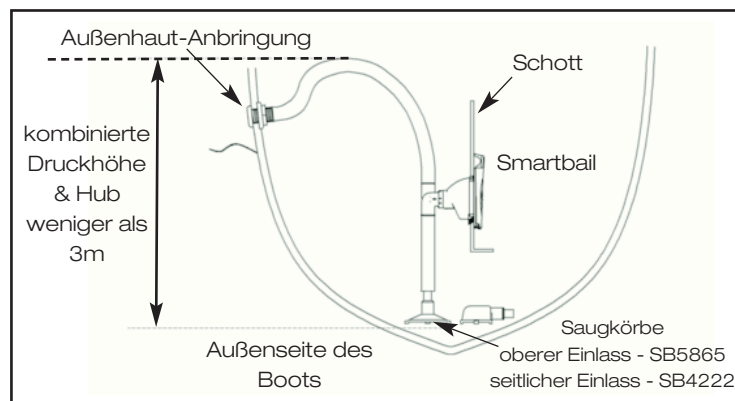 Außenhaut-Anbringung
Schott
kombinierte
Druckhöhe
& Hub
weniger als
3m
Smartbail
Außenseite des
Boots
Saugkörbe
oberer Einlass - SB5865
seitlicher Einlass - SB4222